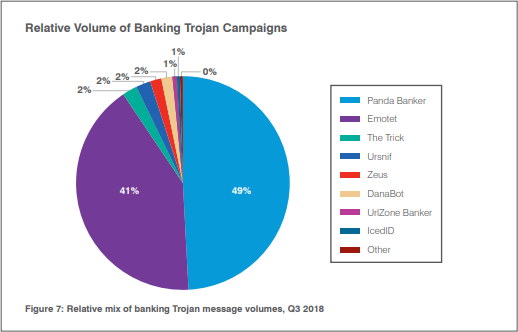 Relative Volume of Banking Trojan Campaigns
1%
2% 1% 0%
2% 2%
2%
41% 49%
Panda Banker
Emotet
The Trick
Ursnif
Zeus
DanaBot
UrlZone Banker
IcedID
Other
Figure 7: Relative mix of banking Trojan message volumes, Q3 2018